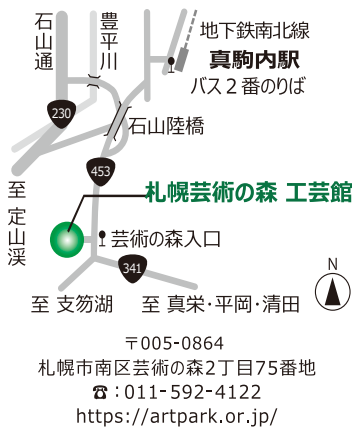 石山通
豊平川
地下鉄南北線
真駒内駅
バス2番のりば
230
石山陸橋
453
至 定山渓
札幌芸術の森 工芸館
芸術の森入口
341
N
至 支笏湖
至 真栄・平岡・清田
〒005-0864
札幌市南区芸術の森2丁目75番地
☎:011-592-4122
https://artpark.or.jp/